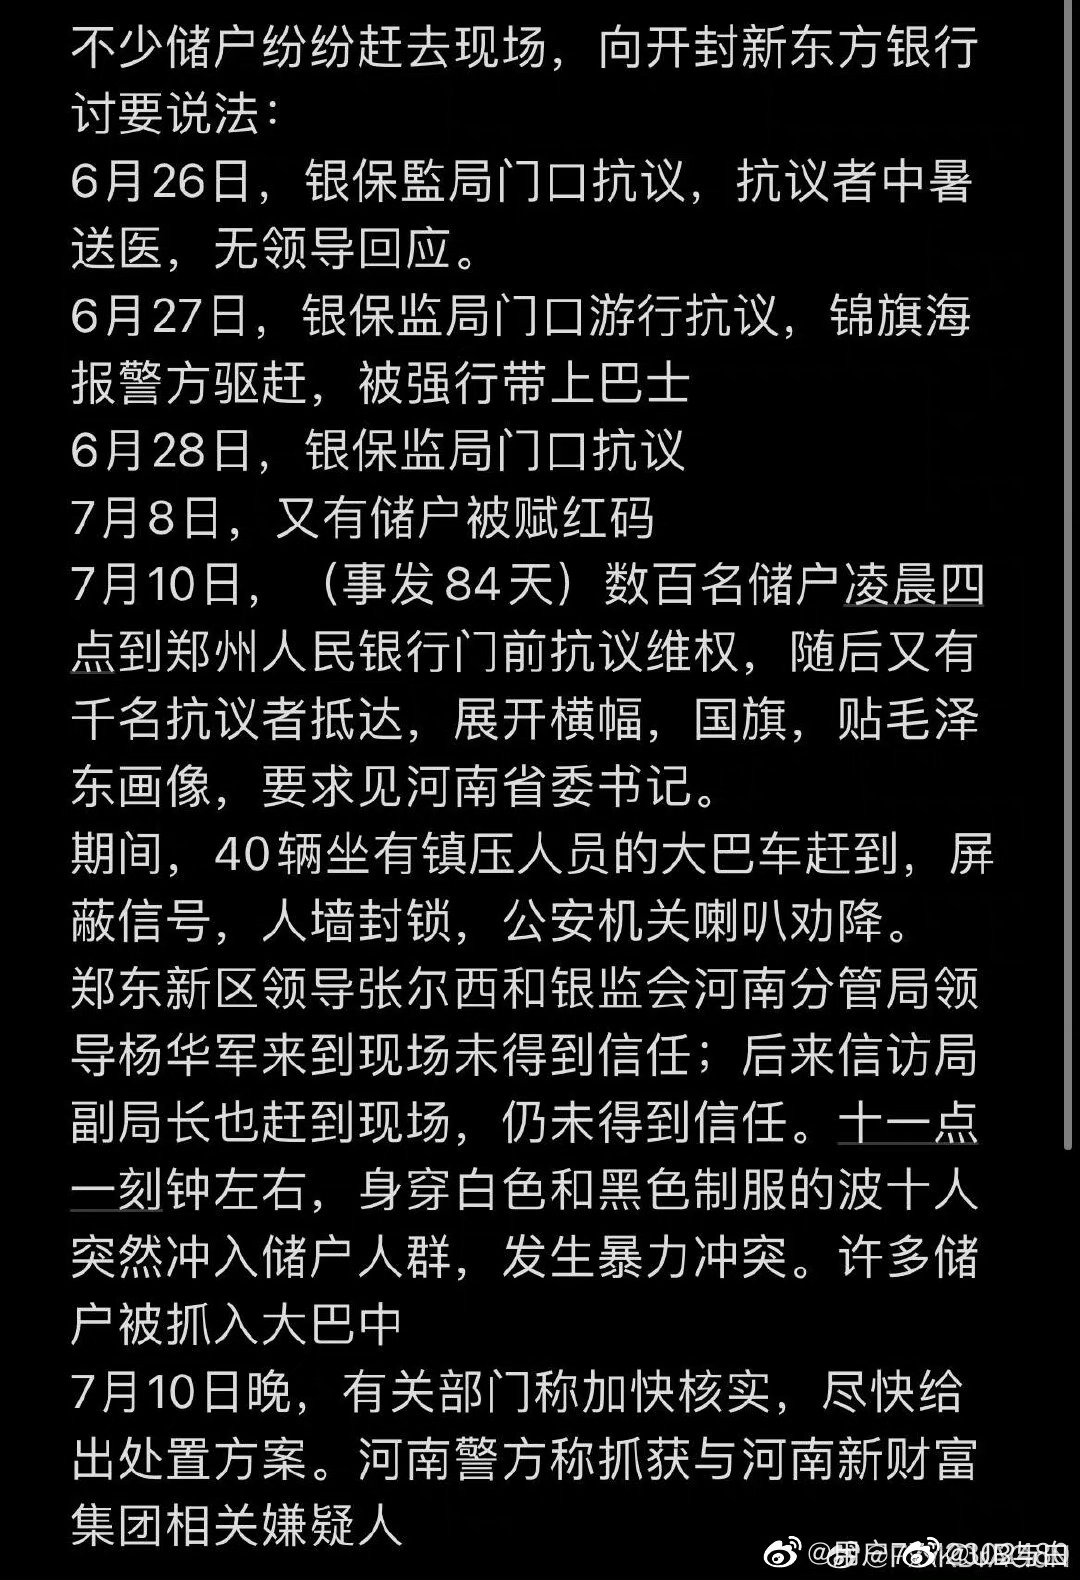 不少储户纷纷赶去现场，向开封新东方银行
讨要说法：
6月26日，银保監局门口抗议，抗议者中暑
送医，无领导回应。
6月27日，银保监局门口游行抗议，锦旗海
报警方驱赶，被强行带上巴士
6月28日，银保监局门口抗议
7月8日，又有储户被赋红码
7月10日，（事发84天）数百名储户凌晨四
点到郑州人民银行门前抗议维权，随后又有
千名抗议者抵达，展开横幅，国旗，贴毛泽
东画像，要求见河南省委书记。
期间，40辆坐有镇压人员的大巴车赶到，屏
蔽信号，人墙封锁，公安机关喇叭劝降。
郑东新区领导张尔西和银监会河南分管局领
导杨华军来到现场未得到信任；后来信访局
副局长也赶到现场，仍未得到信任。十一点
一刻钟左右，身穿白色和黑色制服的波十人
突然冲入储户人群，发生暴力冲突。许多储
户被抓入大巴中
7月10日晚，有关部门称加快核实，尽快给
出处置方案。河南警方称抓获与河南新财富
集团相关嫌疑人